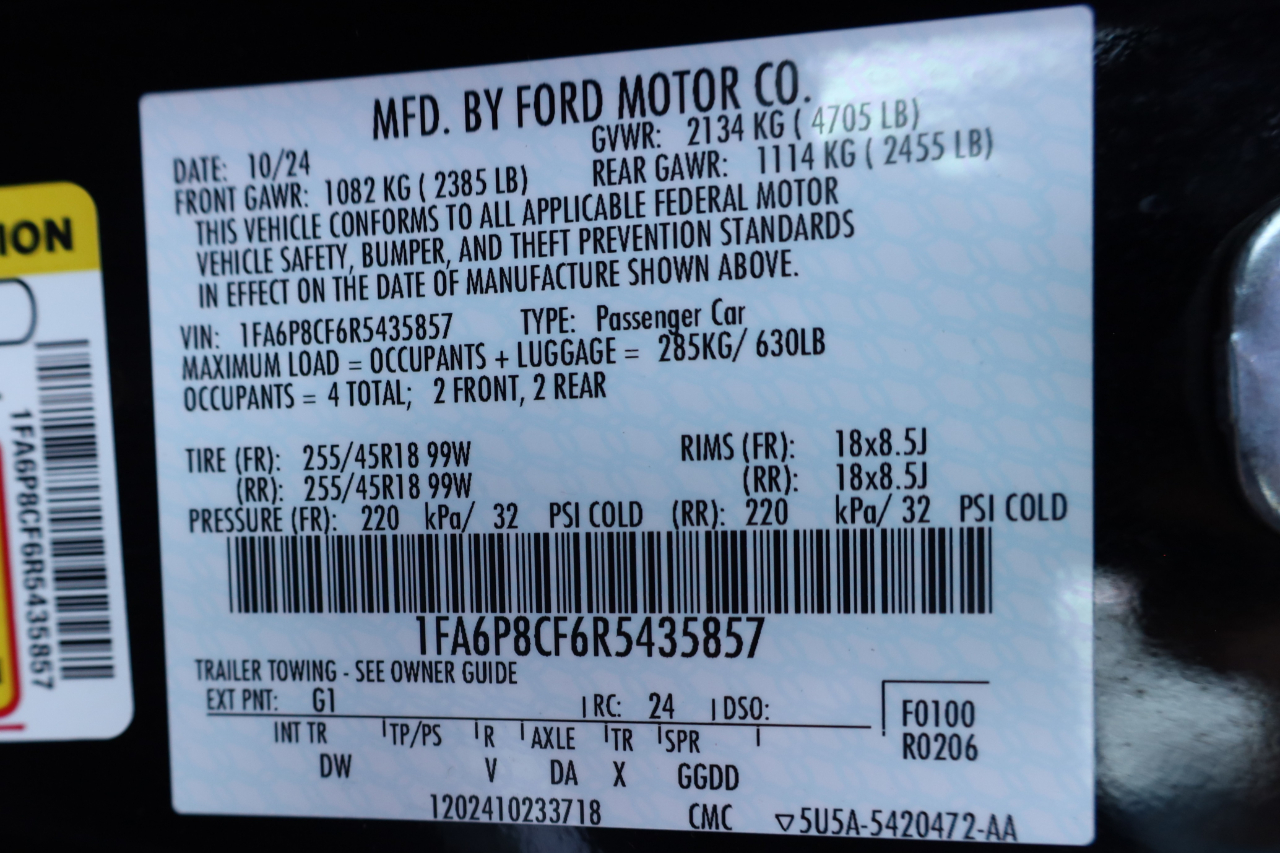 MFD. BY FORD MOTOR CO.
DATE: 10/24 GVWR: 2134 KG ( 4705 LB)
FRONT GAWR: 1082 KG ( 2385 LB) REAR GAWR: 1114 KG ( 2455 LB)
THIS VEHICLE CONFORMS TO ALL APPLICABLE FEDERAL MOTOR
VEHICLE SAFETY, BUMPER, AND THEFT PREVENTION STANDARDS
IN EFFECT ON THE DATE OF MANUFACTURE SHOWN ABOVE.
VIN: 1FA6P8CF6R5435857 TYPE: Passenger Car
MAXIMUM LOAD = OCCUPANTS + LUGGAGE = 285KG/ 630LB
OCCUPANTS = 4 TOTAL; 2 FRONT, 2 REAR
TIRE (FR): 255/45R18 99W RIMS (FR): 18x8.5J
(RR): 255/45R18 99W (RR): 18x8.5J
PRESSURE (FR): 220 kPa/ 32 PSI COLD (RR): 220 kPa/ 32 PSI COLD
1FA6P8CF6R5435857
TRAILER TOWING - SEE OWNER GUIDE
EXT PNT: G1 RC: 24 DSO: F0100
INT TR TP/PS R AXLE TR SPR R0206
DW V DA X GGDD
1202410233718 CMC ▽5U5A-5420472-AA
ION
1FA6P8CF6R5435857